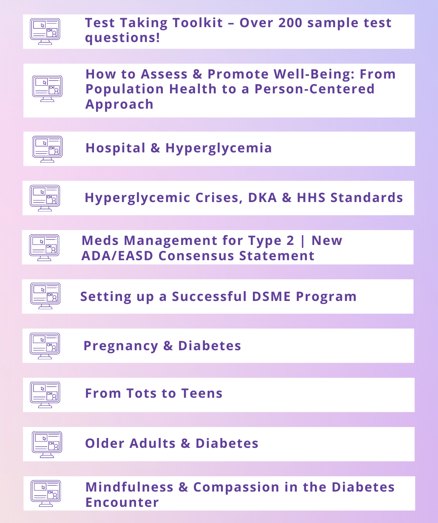 Test Taking Toolkit – Over 200 sample test
questions!
How to Assess & Promote Well-Being: From
Population Health to a Person-Centered
Approach
Hospital & Hyperglycemia
Hyperglycemic Crises, DKA & HHS Standards
Meds Management for Type 2 | New
ADA/EASD Consensus Statement
Setting up a Successful DSME Program
Pregnancy & Diabetes
From Tots to Teens
Older Adults & Diabetes
Mindfulness & Compassion in the Diabetes
Encounter